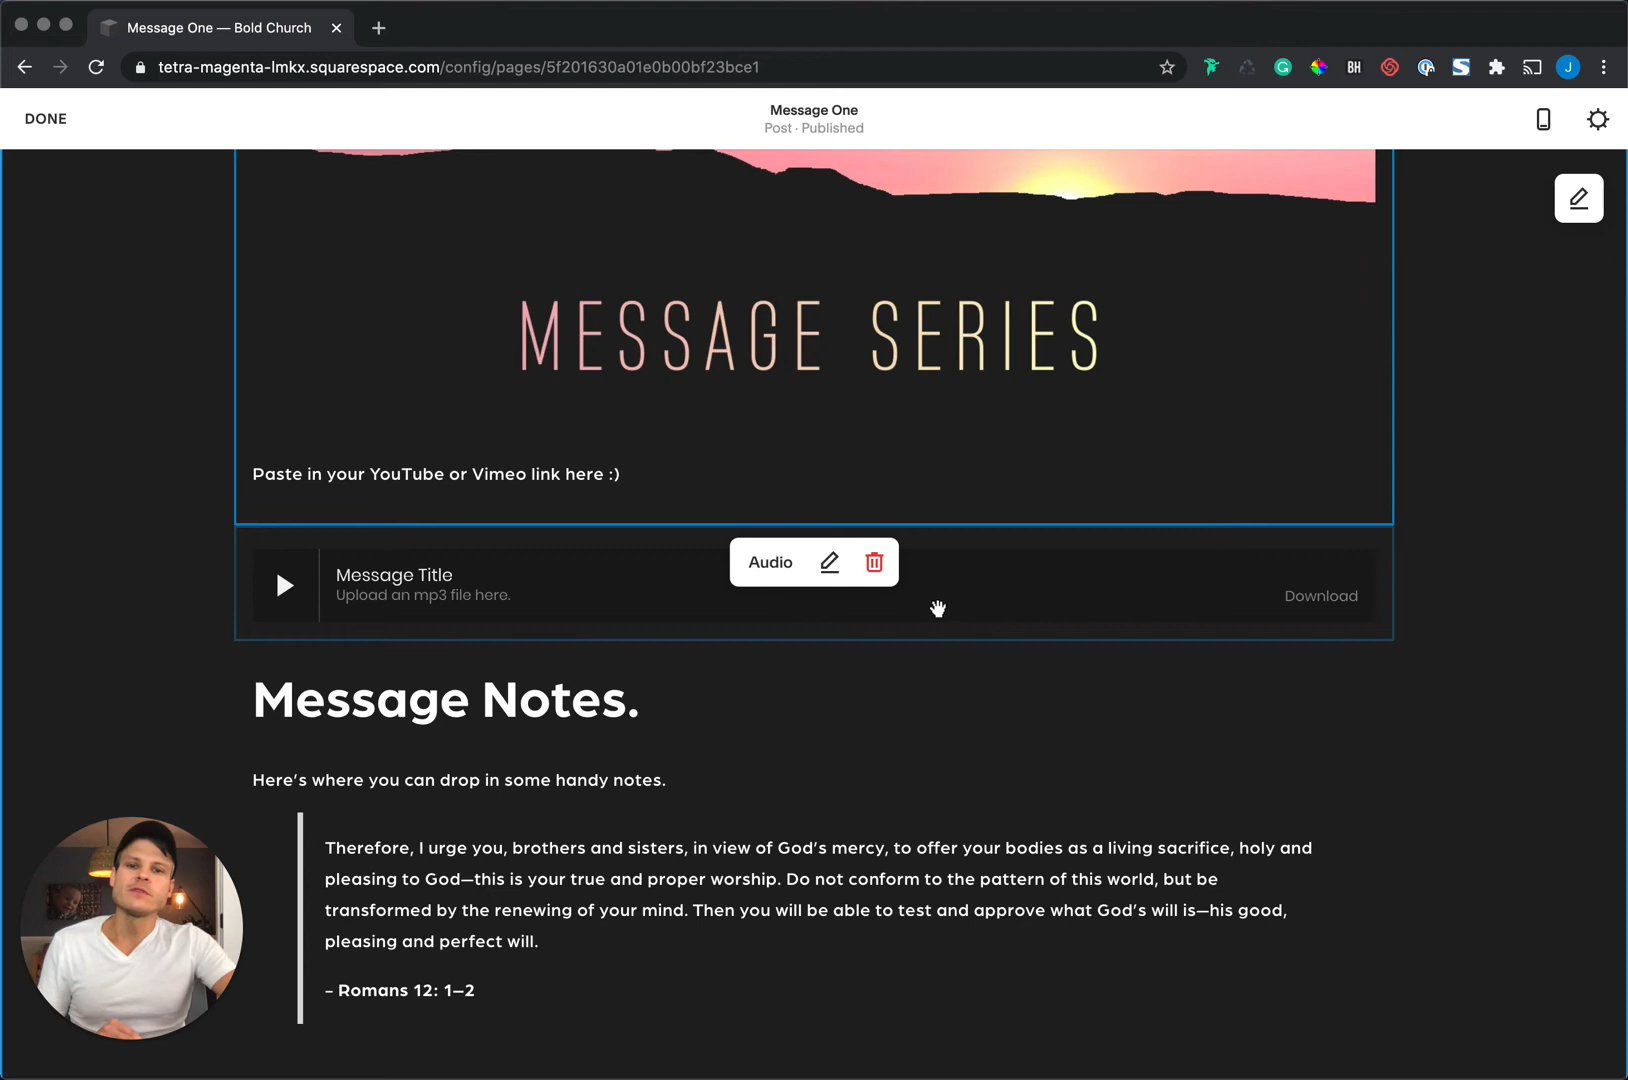 Message One — Bold Church
tetra-magenta-lmkx.squarespace.com/config/pages/5f201630a01e0b00bf23bce1
BH
S
J
DONE
Message One
Post · Published
MESSAGE SERIES
Paste in your YouTube or Vimeo link here :)
Audio
Message Title
Upload an mp3 file here.
Download
Message Notes.
Here's where you can drop in some handy notes.
Therefore, I urge you, brothers and sisters, in view of God's mercy, to offer your bodies as a living sacrifice, holy and
pleasing to God—this is your true and proper worship. Do not conform to the pattern of this world, but be
transformed by the renewing of your mind. Then you will be able to test and approve what God's will is—his good,
pleasing and perfect will.
– Romans 12: 1–2